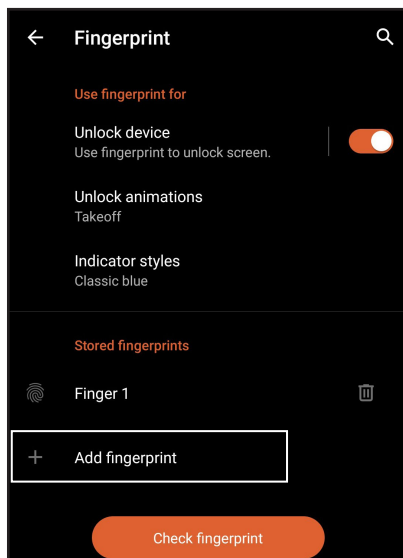 Fingerprint
Use fingerprint for
Unlock device
Use fingerprint to unlock screen.
Unlock animations
Takeoff
Indicator styles
Classic blue
Stored fingerprints
Finger 1
Add fingerprint
Check fingerprint